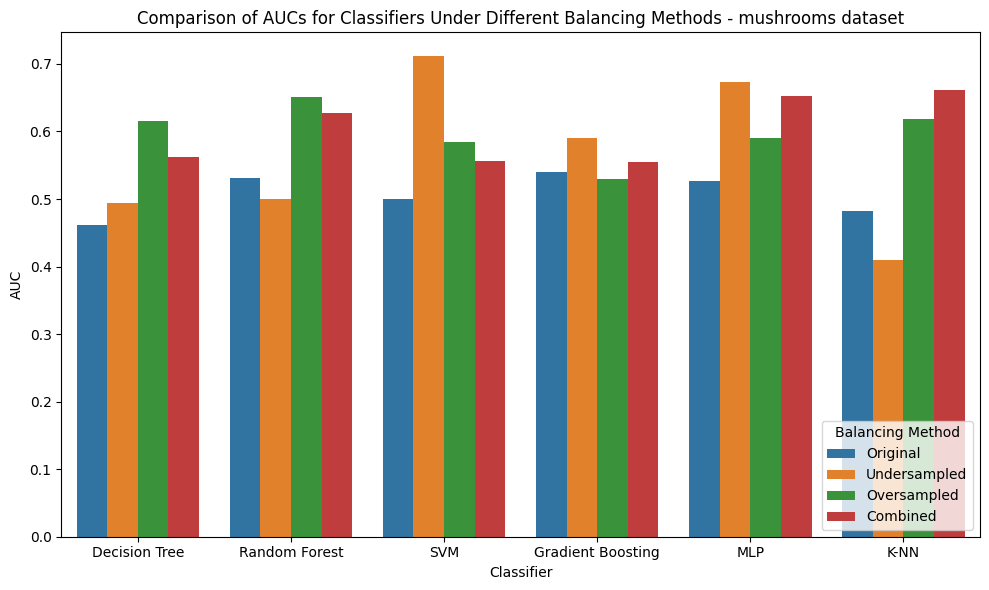 Comparison of AUCs for Classifiers Under Different Balancing Methods - mushrooms dataset
AUC
0.7
0.6
0.5
0.4
0.3
0.2
0.1
0.0
Decision Tree
Random Forest
SVM
Gradient Boosting
MLP
K-NN
Classifier
Balancing Method
Original
Undersampled
Oversampled
Combined